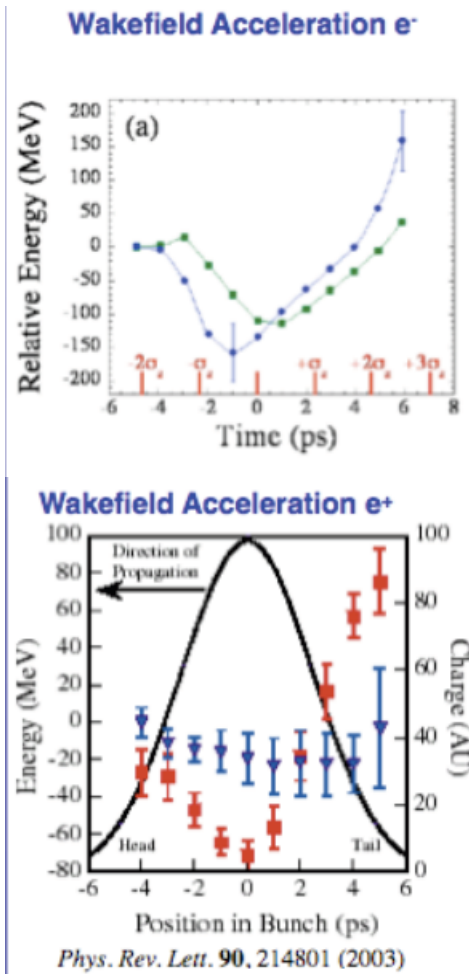 Wakefield Acceleration e-
(a)
Relative Energy (MeV)
200
150
100
50
0
-50
-100
-150
-200
-2σz
-σz
+σz
+2σz
+3σz
-4
-2
0
2
4
6
8
Time (ps)
Wakefield Acceleration e+
Direction of
Propagation
Energy (MeV)
100
80
60
40
20
0
-20
-40
-60
-80
Charge (AU)
100
80
60
40
20
0
Head
Tail
-6
-4
-2
0
2
4
6
Position in Bunch (ps)
Phys. Rev. Lett. 90, 214801 (2003)